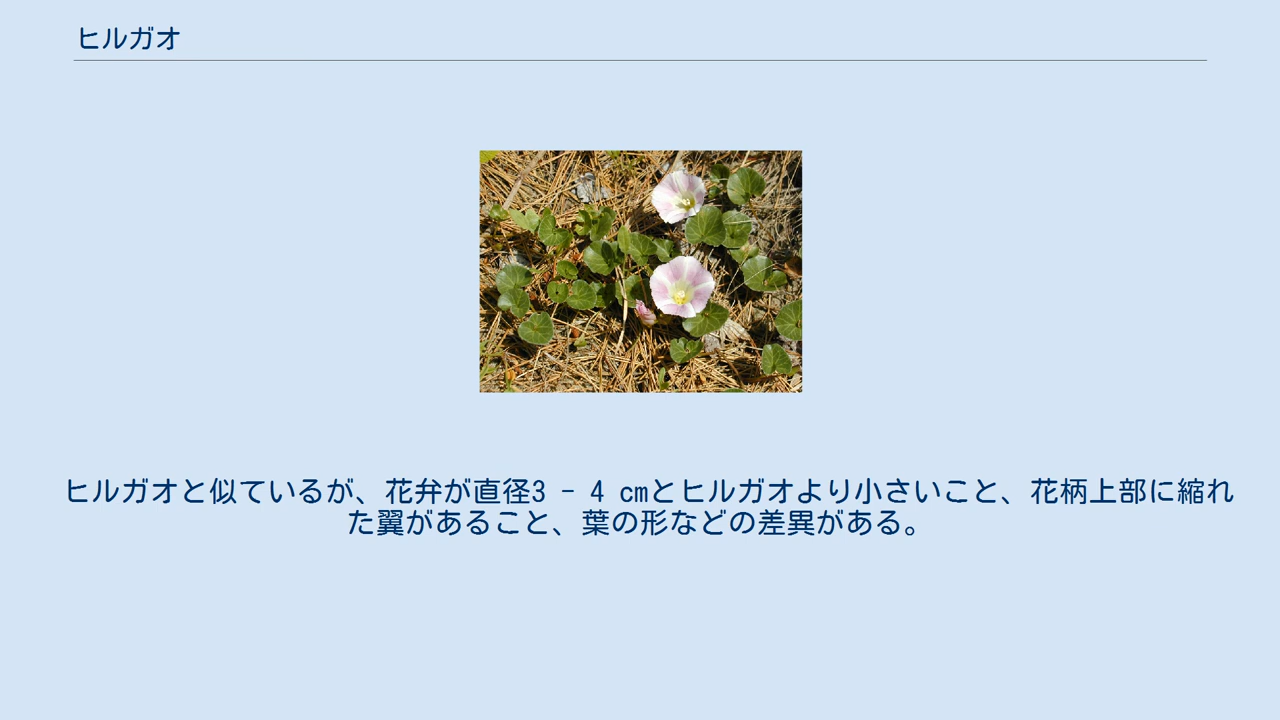 ヒルガオ
ヒルガオと似ているが、花弁が直径3 - 4 cmとヒルガオより小さいこと、花柄上部に縮れ
た翼があること、葉の形などの差異がある。